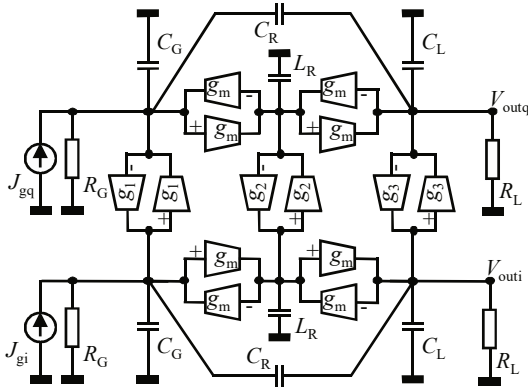 C_G C_R C_L
L_R
g_m - g_m -
V_outq
+ g_m + g_m
J_gq R_G - g_1 g_1 + - g_2 g_2 + - g_3 g_3 + R_L
+ g_m + g_m
V_outi
g_m - g_m -
J_gi R_G C_G L_R C_L R_L
C_R